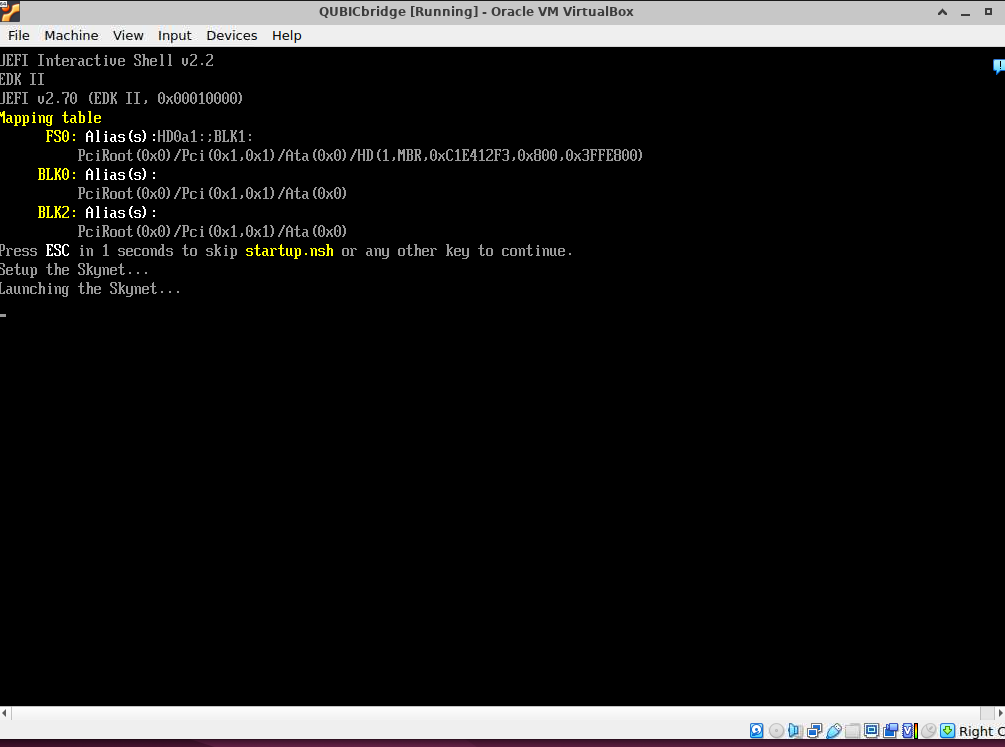 QUBICbridge [Running] - Oracle VM VirtualBox
File Machine View Input Devices Help
UEFI Interactive Shell v2.2
EDK II
UEFI v2.70 (EDK II, 0x00010000)
Mapping table
FS0: Alias(s):HD0a1:;BLK1:
PciRoot(0x0)/Pci(0x1,0x1)/Ata(0x0)/HD(1,MBR,0xC1E412F3,0x800,0x3FFE800)
BLK0: Alias(s):
PciRoot(0x0)/Pci(0x1,0x1)/Ata(0x0)
BLK2: Alias(s):
PciRoot(0x0)/Pci(0x1,0x1)/Ata(0x0)
Press ESC in 1 seconds to skip startup.nsh or any other key to continue.
Setup the Skynet...
Launching the Skynet...
Right C